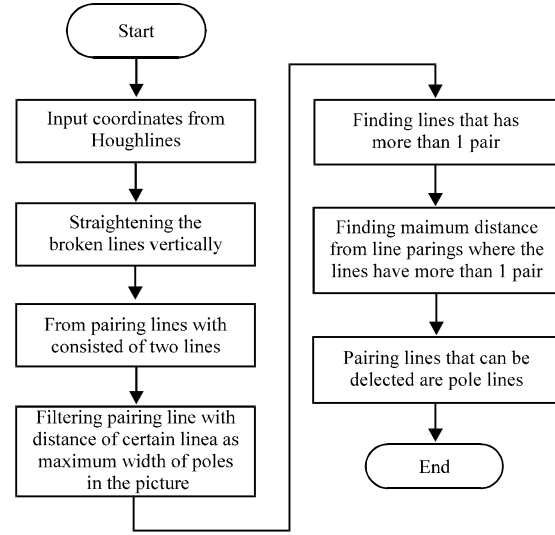 Start
Input coordinates from
Houghlines
Straightening the
broken lines vertically
From pairing lines with
consisted of two lines
Filtering pairing line with
distance of certain linea as
maximum width of poles
in the picture
Finding lines that has
more than 1 pair
Finding maimum distance
from line parings where the
lines have more than 1 pair
Pairing lines that can be
delected are pole lines
End